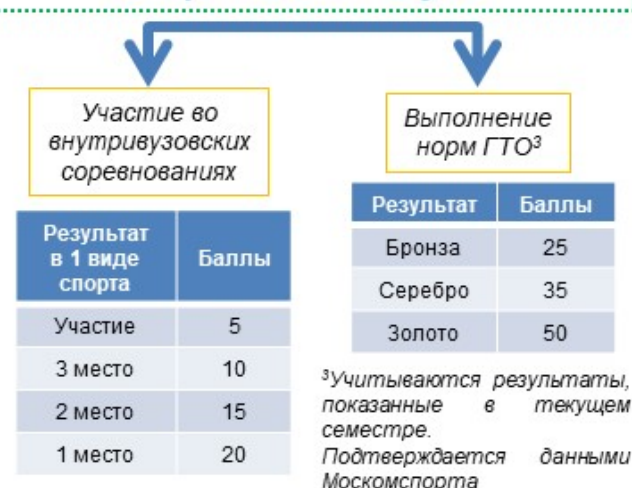 Участие во
внутривузовских
соревнованиях
Результат
в 1 виде
спорта
Баллы
Участие 5
3 место 10
2 место 15
1 место 20
Выполнение
норм ГТО³
Результат Баллы
Бронза 25
Серебро 35
Золото 50
³Учитываются результаты,
показанные в текущем
семестре.
Подтверждается данными
Москомспорта